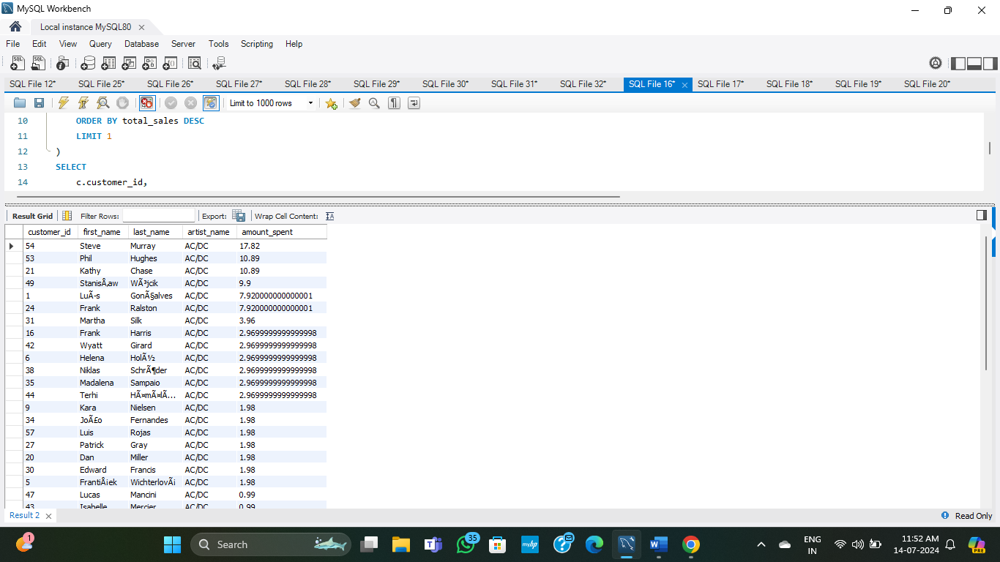 MySQL Workbench
Local instance MySQL80
File Edit View Query Database Server Tools Scripting Help
SQL File 12* SQL File 25* SQL File 26* SQL File 27* SQL File 28* SQL File 29* SQL File 30* SQL File 31* SQL File 32* SQL File 16* SQL File 17* SQL File 18* SQL File 19* SQL File 20*
Limit to 1000 rows
10 ORDER BY total_sales DESC
11 LIMIT 1
12 )
13 SELECT
14 c.customer_id,
Result Grid Filter Rows: Export: Wrap Cell Content:
customer_id first_name last_name artist_name amount_spent
54 Steve Murray AC/DC 17.82
53 Phil Hughes AC/DC 10.89
21 Kathy Chase AC/DC 10.89
49 StanisÅ‚aw WÃ³jcik AC/DC 9.9
1 LuÃ-s GonÃ§alves AC/DC 7.920000000000001
24 Frank Ralston AC/DC 7.920000000000001
31 Martha Silk AC/DC 3.96
16 Frank Harris AC/DC 2.9699999999999998
42 Wyatt Girard AC/DC 2.9699999999999998
6 Helena HolÃ½ AC/DC 2.9699999999999998
38 Niklas SchrÃ¶der AC/DC 2.9699999999999998
35 Madalena Sampaio AC/DC 2.9699999999999998
44 Terhi HÃ¤mÃ¤lÃ... AC/DC 2.9699999999999998
9 Kara Nielsen AC/DC 1.98
34 JoÃ£o Fernandes AC/DC 1.98
57 Luis Rojas AC/DC 1.98
27 Patrick Gray AC/DC 1.98
20 Dan Miller AC/DC 1.98
30 Edward Francis AC/DC 1.98
5 FrantiÅ¡ek WichterlovÃ¡ AC/DC 1.98
47 Lucas Mancini AC/DC 0.99
43 Isabelle Mercier AC/DC 0.99
Result 2
Read Only
1
Search
35
myhp
PRE
ENG
IN
11:52 AM
14-07-2024